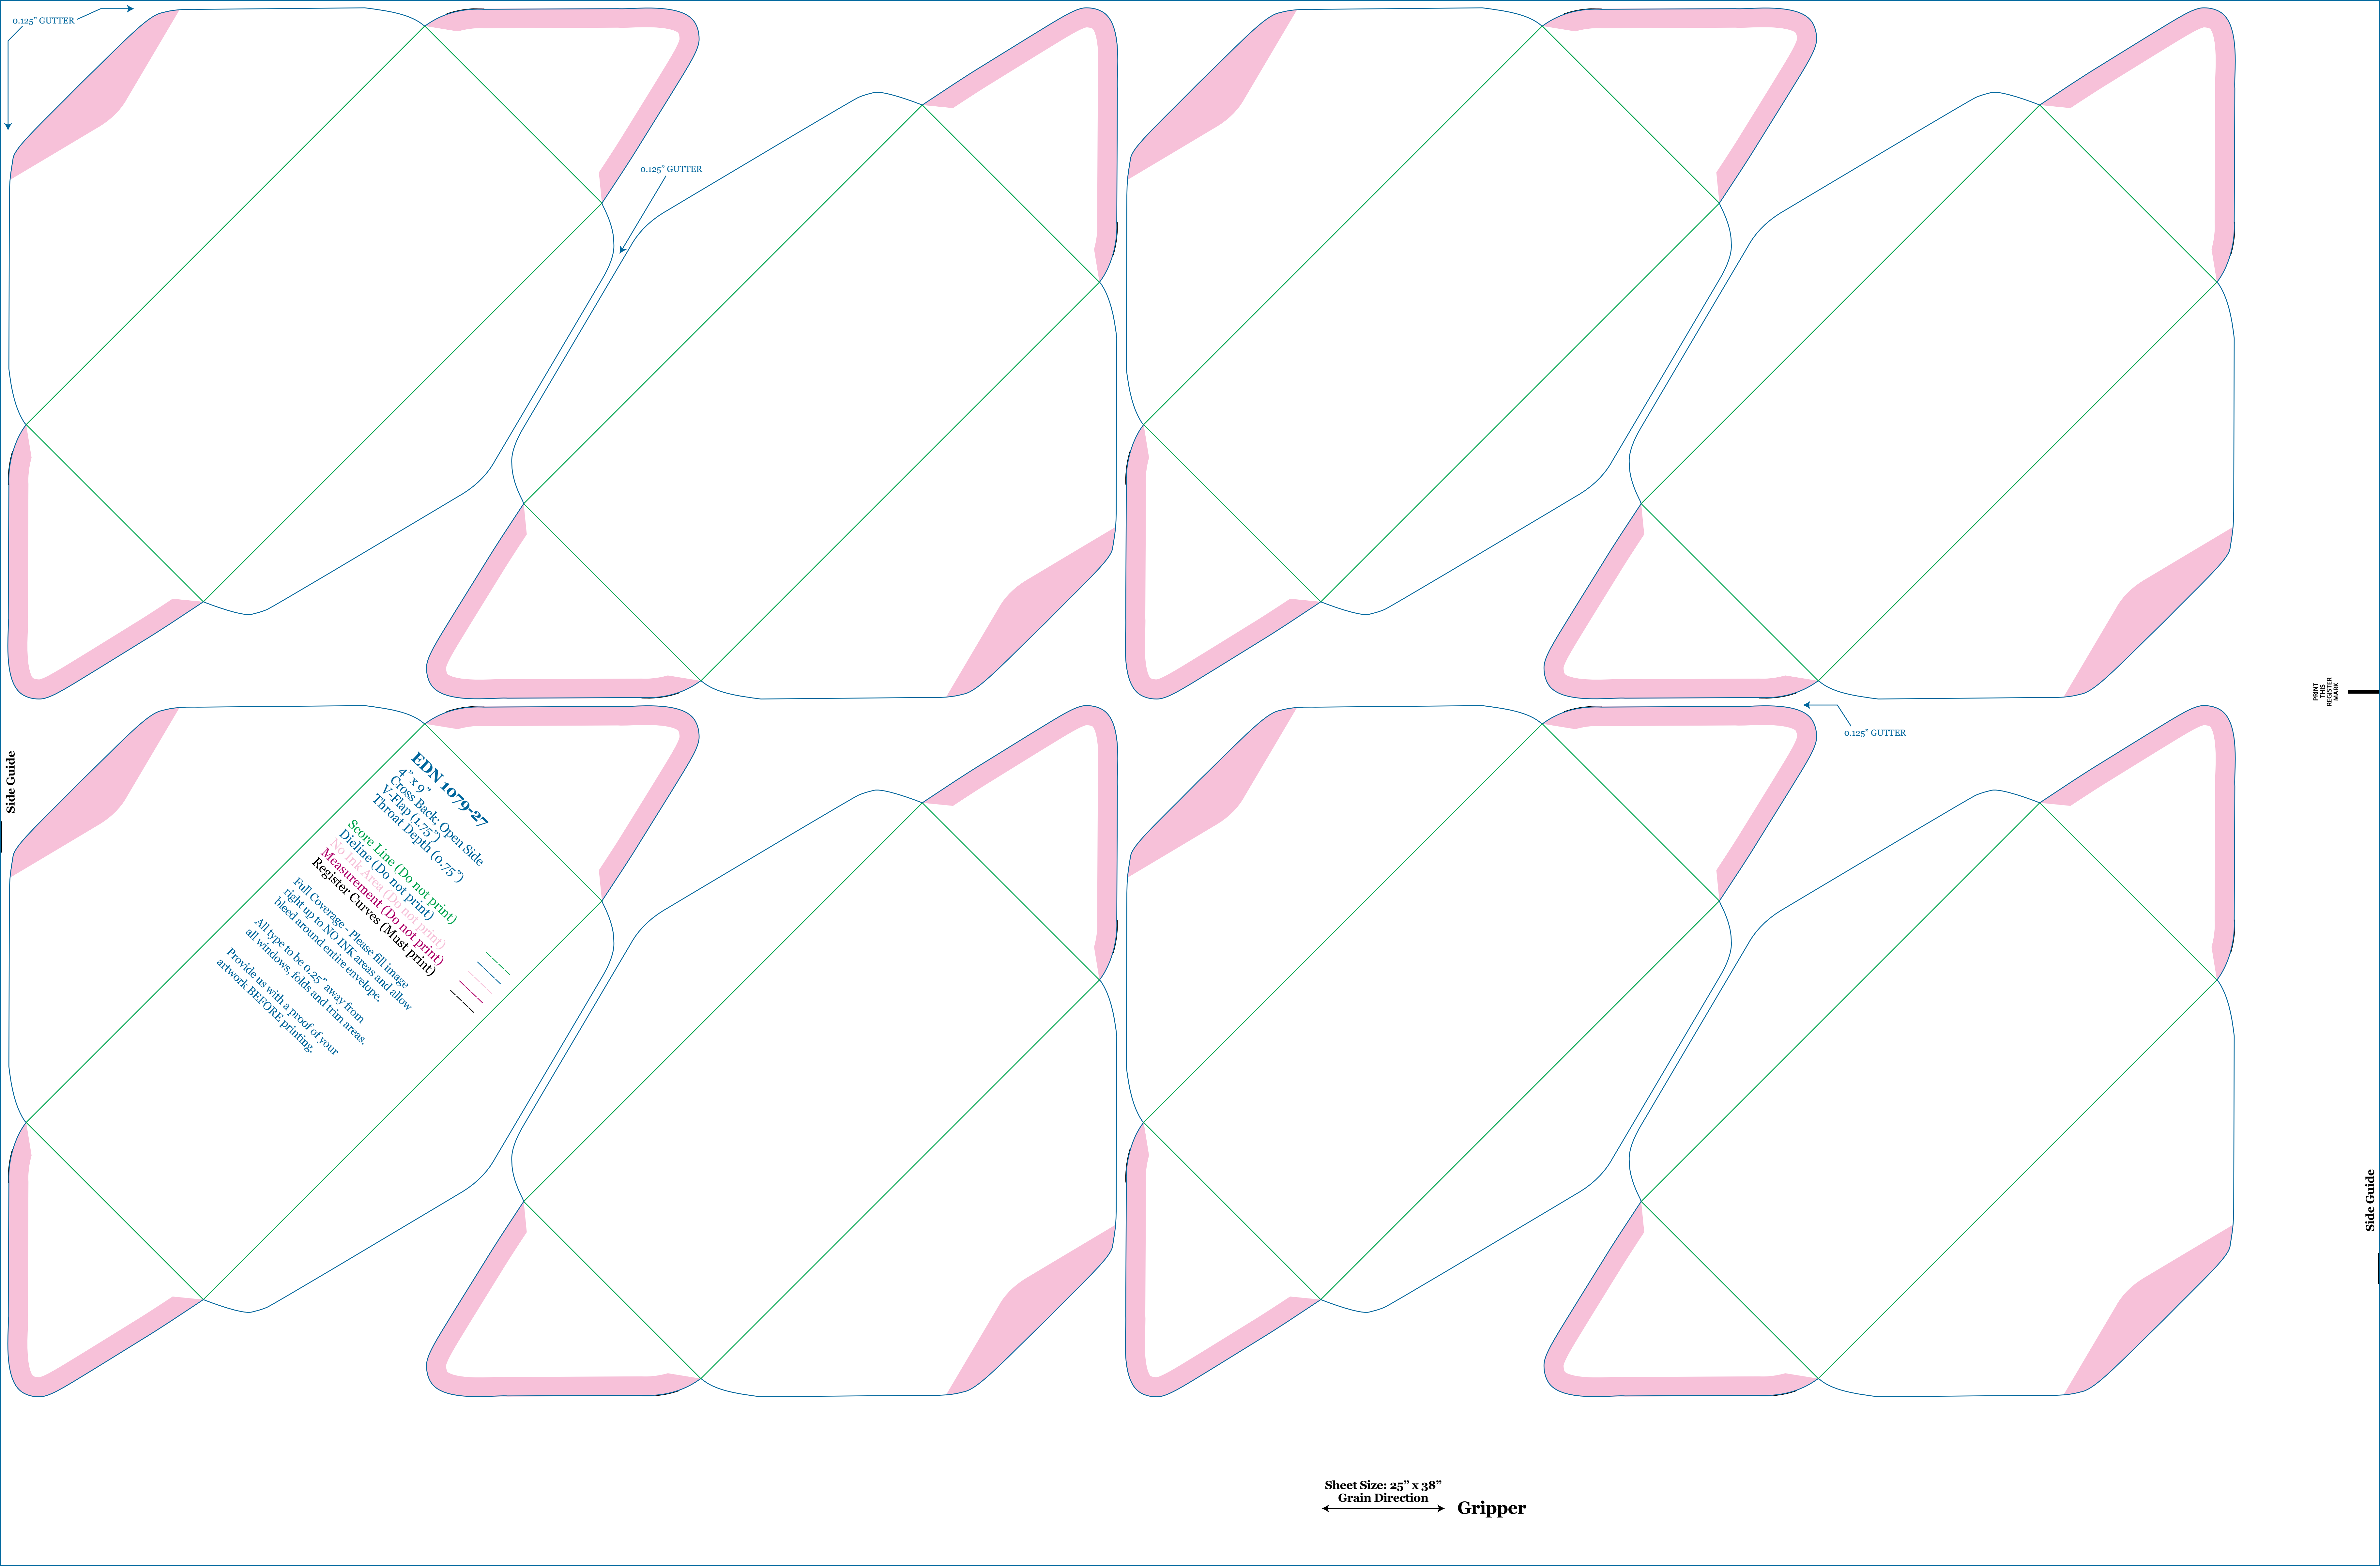 0.125” GUTTER
0.125” GUTTER
PRINT
THIS
REGISTER
MARK
0.125” GUTTER
Side Guide
EDN 1079-27
4” x 9”
Cross Back; Open Side
V-Flap (1.75”)
Throat Depth (0.75”)
Score Line (Do not print)
Dieline (Do not print)
No Ink Area (Do not print)
Measurement (Do not print)
Register Curves (Must print)
Full Coverage - Please fill image
right up to NO INK areas and allow
bleed around entire envelope.
All type to be 0.25” away from
all windows, folds and trim areas.
Provide us with a proof of your
artwork BEFORE printing.
Side Guide
Sheet Size: 25” x 38”
Grain Direction
Gripper